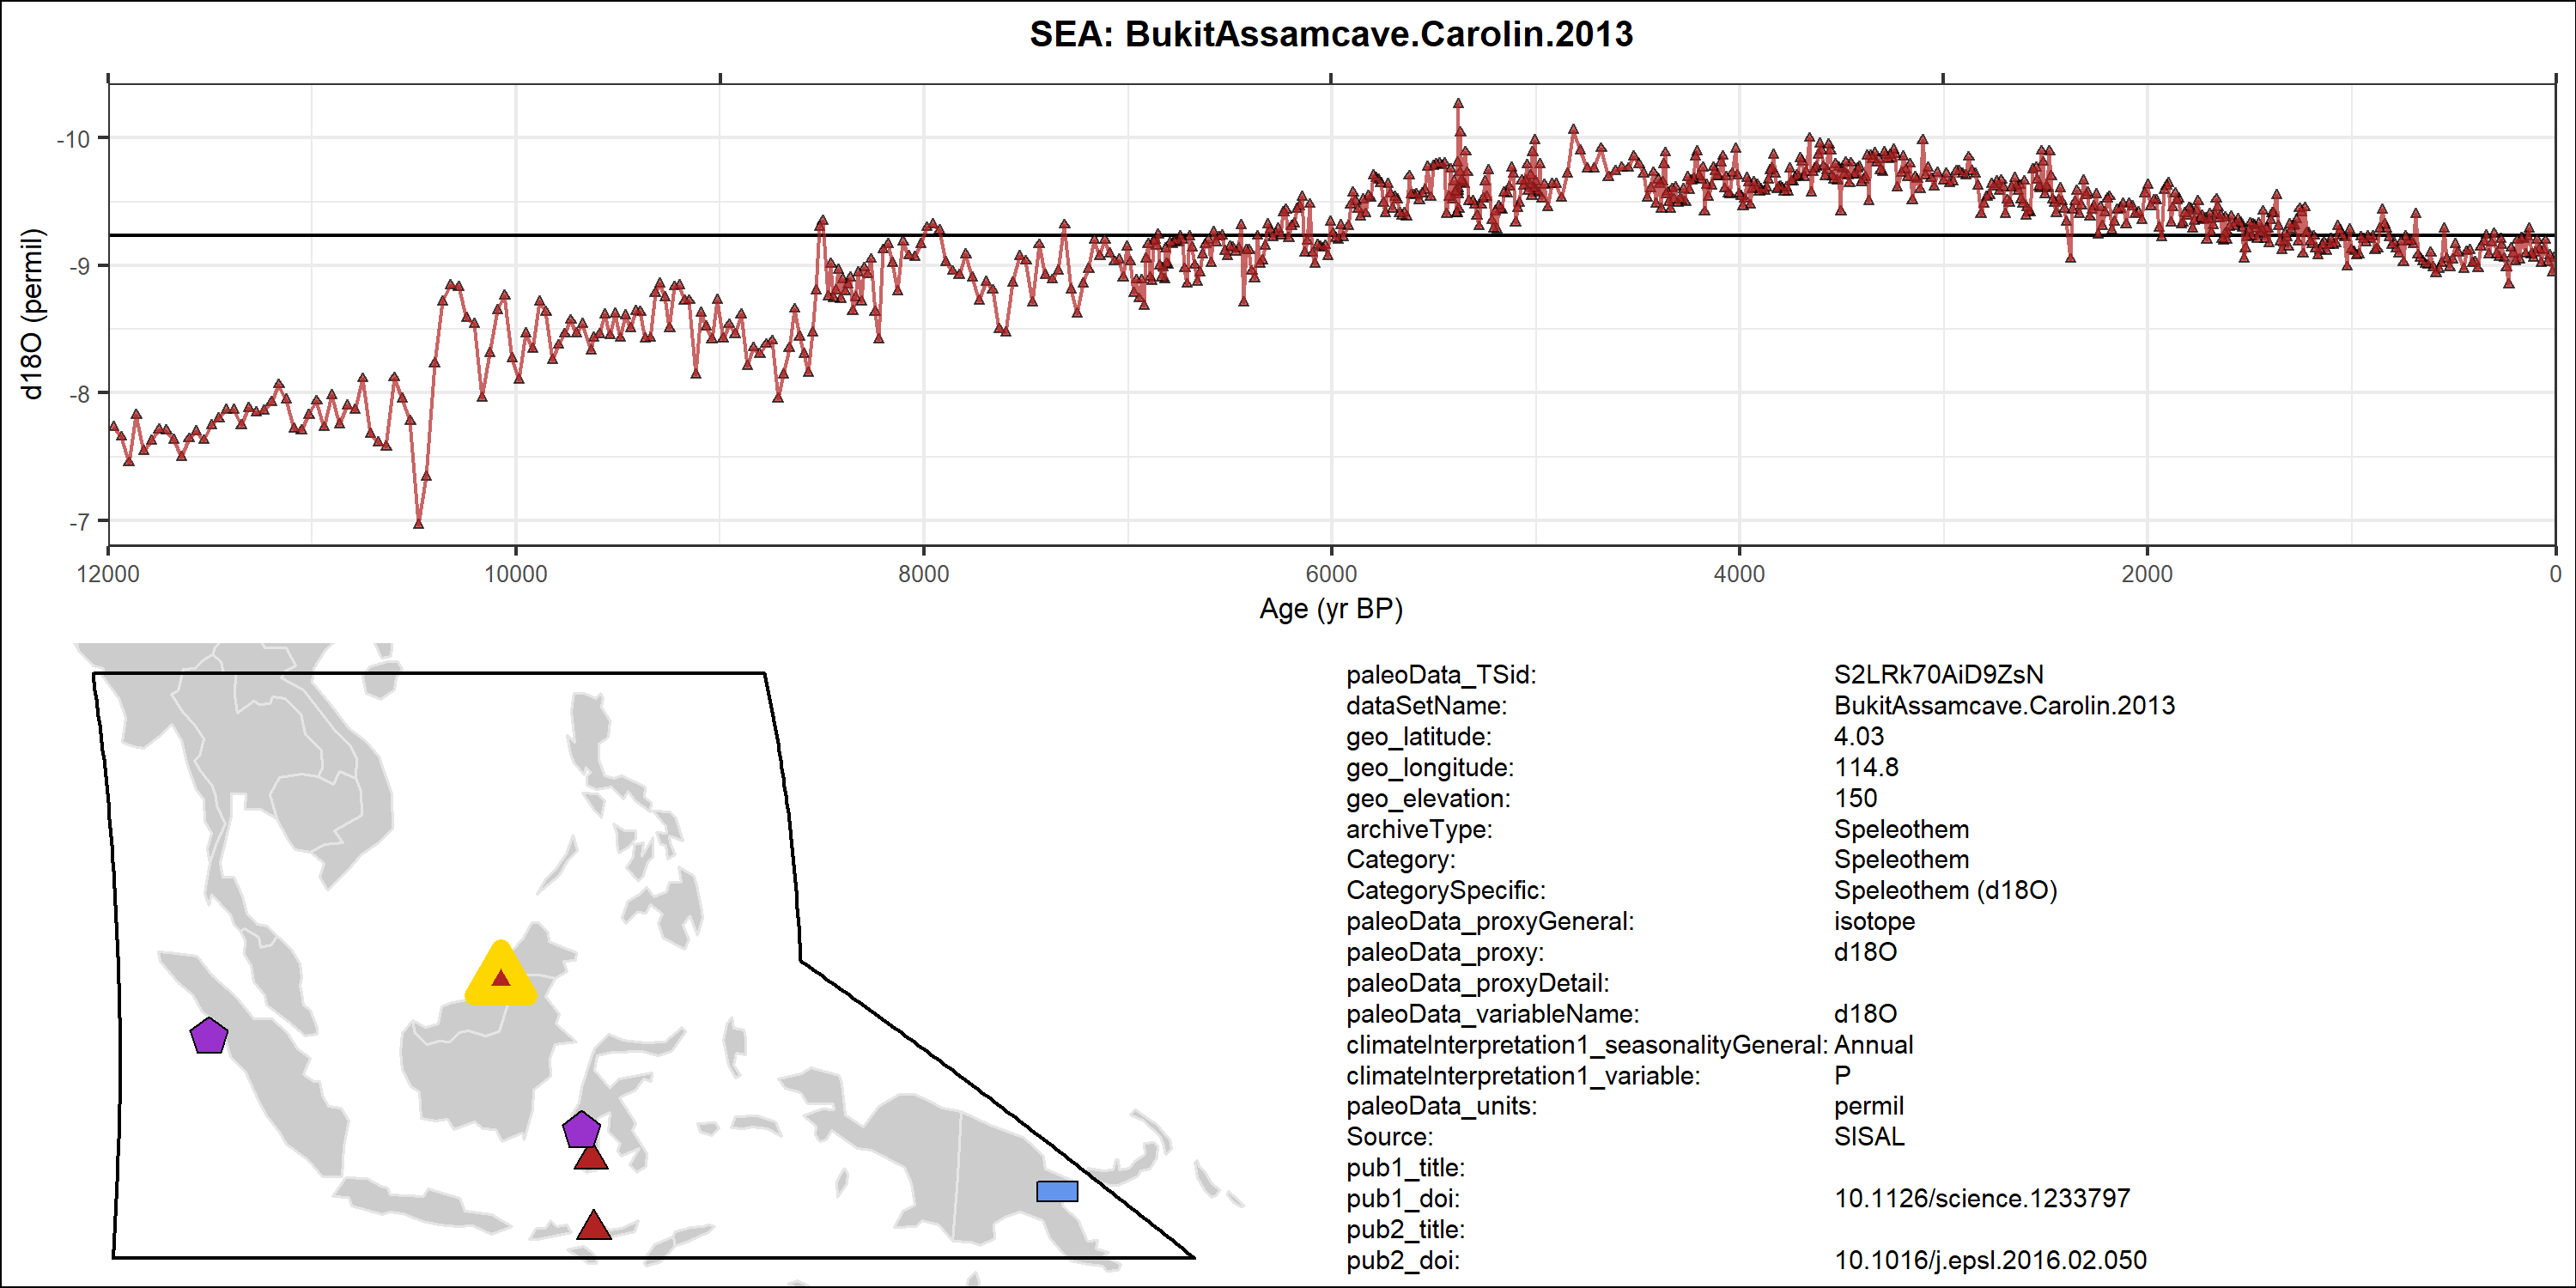 SEA: BukitAssamcave.Carolin.2013
d18O (permil)
-10
-9
-8
-7
12000 10000 8000 6000 4000 2000 0
Age (yr BP)
paleoData_TSid: S2LRk70AiD9ZsN
dataSetName: BukitAssamcave.Carolin.2013
geo_latitude: 4.03
geo_longitude: 114.8
geo_elevation: 150
archiveType: Speleothem
Category: Speleothem
CategorySpecific: Speleothem (d18O)
paleoData_proxyGeneral: isotope
paleoData_proxy: d18O
paleoData_proxyDetail:
paleoData_variableName: d18O
climateInterpretation1_seasonalityGeneral: Annual
climateInterpretation1_variable: P
paleoData_units: permil
Source: SISAL
pub1_title:
pub1_doi: 10.1126/science.1233797
pub2_title:
pub2_doi: 10.1016/j.epsl.2016.02.050